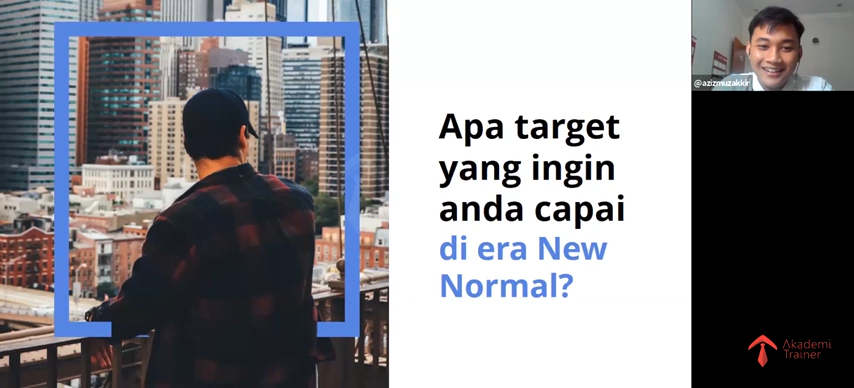 Apa target
yang ingin
anda capai
di era New
Normal?
@azizmuzakkir
Akademi
Trainer